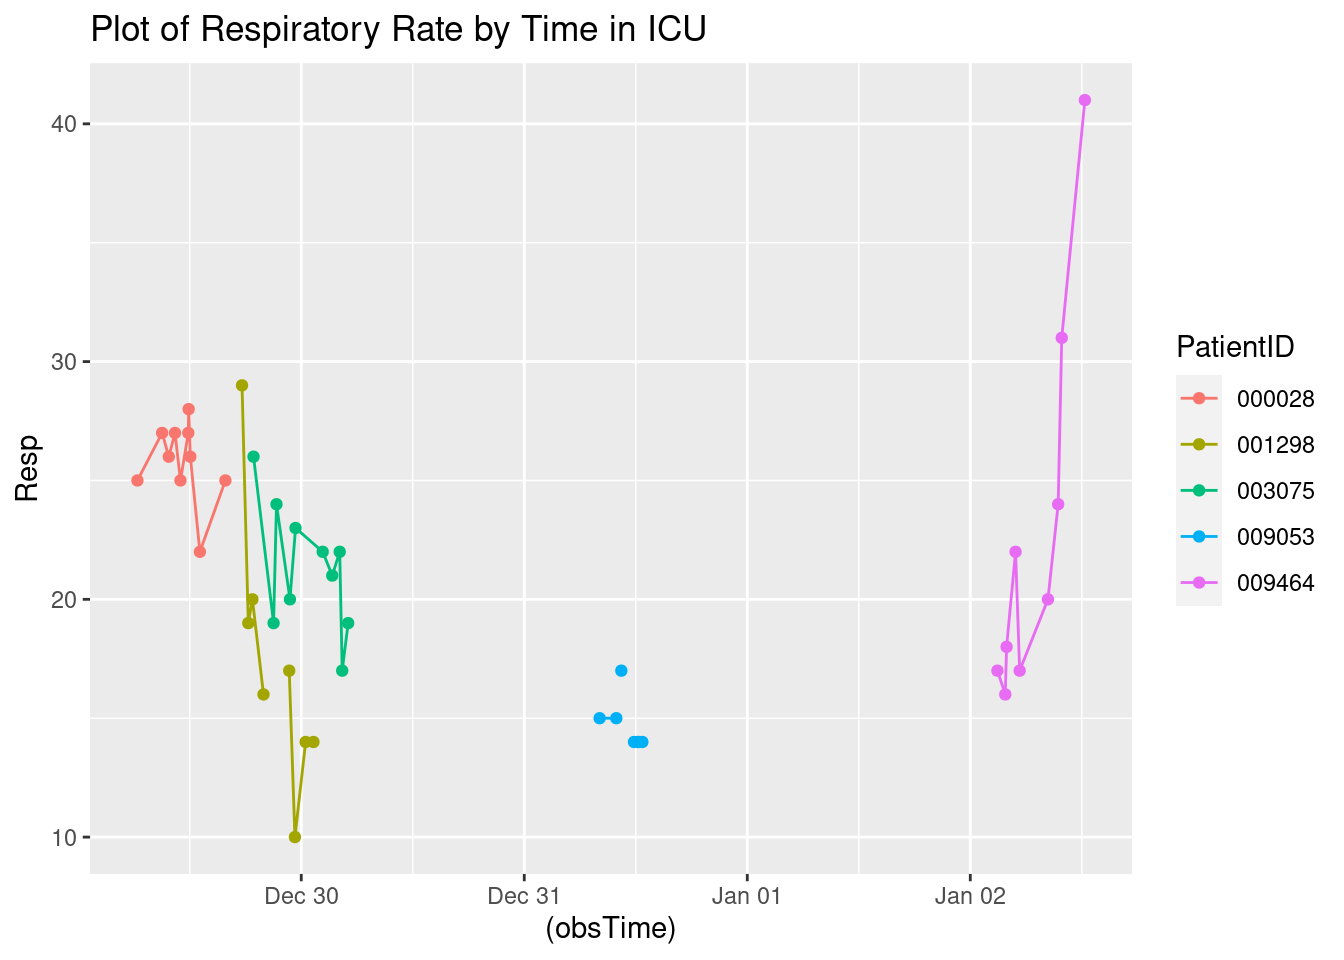 Plot of Respiratory Rate by Time in ICU
Resp
40
30
20
10
Dec 30
Dec 31
Jan 01
Jan 02
(obsTime)
PatientID
000028
001298
003075
009053
009464